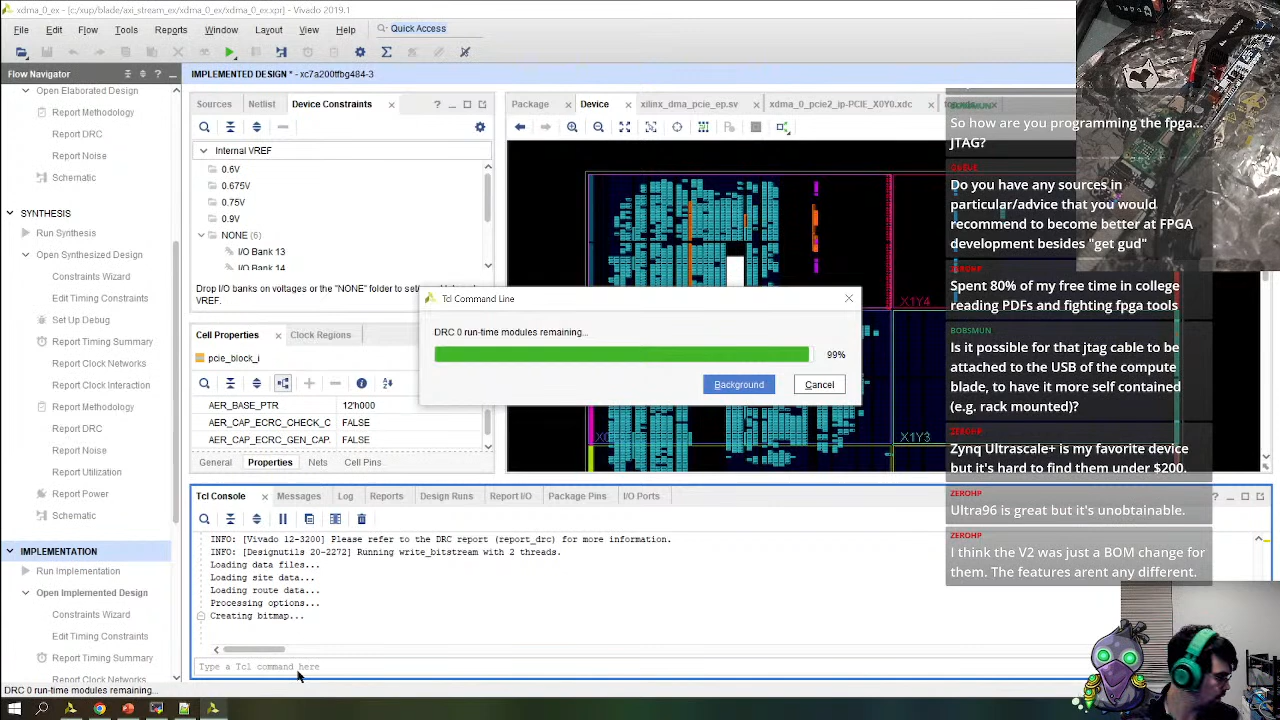 xdma_0_ex - [c:/xup/blade/axi_stream_ex/xdma_0_ex/xdma_0_ex.xpr] - Vivado 2019.1
File Edit Flow Tools Reports Window Layout View Help Quick Access
Flow Navigator
IMPLEMENTED DESIGN * - xc7a200tfbg484-3
Open Elaborated Design
Report Methodology
Report DRC
Report Noise
Schematic
SYNTHESIS
Run Synthesis
Open Synthesized Design
Constraints Wizard
Edit Timing Constraints
Set Up Debug
Report Timing Summary
Report Clock Networks
Report Clock Interaction
Report Methodology
Report DRC
Report Noise
Report Utilization
Report Power
Schematic
IMPLEMENTATION
Run Implementation
Open Implemented Design
Constraints Wizard
Edit Timing Constraints
Report Timing Summary
Report Clock Networks
DRC 0 run-time modules remaining...
Sources Netlist Device Constraints
Internal VREF
0.6V
0.675V
0.75V
0.9V
NONE (6)
I/O Bank 13
I/O Bank 14
Drop I/O banks on voltages or the "NONE" folder to set
VREF.
Cell Properties Clock Regions
pcie_block_i
AER_BASE_PTR 12'h000
AER_CAP_ECRC_CHECK_C FALSE
AER_CAP_ECRC_GEN_CAP. FALSE
General Properties Nets Cell Pins
Package Device xilinx_dma_pcie_ep.sv xdma_0_pcie2_ip-PCIE_X0Y0.xdc
X1Y4
X1Y3
Tcl Command Line
DRC 0 run-time modules remaining...
99%
Background Cancel
Tcl Console Messages Log Reports Design Runs Report I/O Package Pins I/O Ports
INFO: [Vivado 12-3200] Please refer to the DRC report (report_drc) for more information.
INFO: [Designutils 20-2272] Running write_bitstream with 2 threads.
Loading data files...
Loading site data...
Loading route data...
Processing options...
Creating bitmap...
Type a Tcl command here
BOBSMUN
So how are you programming the fpga...
JTAG?
Do you have any sources in
particular/advice that you would
recommend to become better at FPGA
development besides "get gud"
ZEROHP
Spent 80% of my free time in college
reading PDFs and fighting fpga tools
BOBSMUN
Is it possible for that jtag cable to be
attached to the USB of the compute
blade, to have it more self contained
(e.g. rack mounted)?
ZEROHP
Zynq Ultrascale+ is my favorite device
but it's hard to find them under $200.
ZEROHP
Ultra96 is great but it's unobtainable.
ZEROHP
I think the V2 was just a BOM change for
them. The features arent any different.